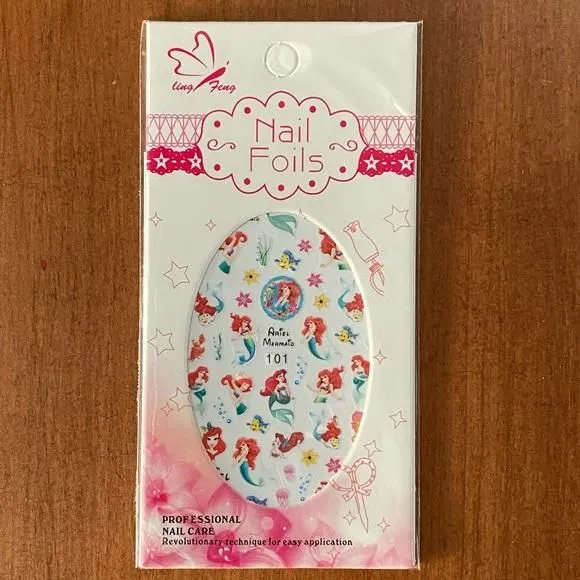 ling Feng
Nail
Foils
ARIEL
MERMAID
101
PROFESSIONAL
NAIL CARE
Revolutionary technique for easy application